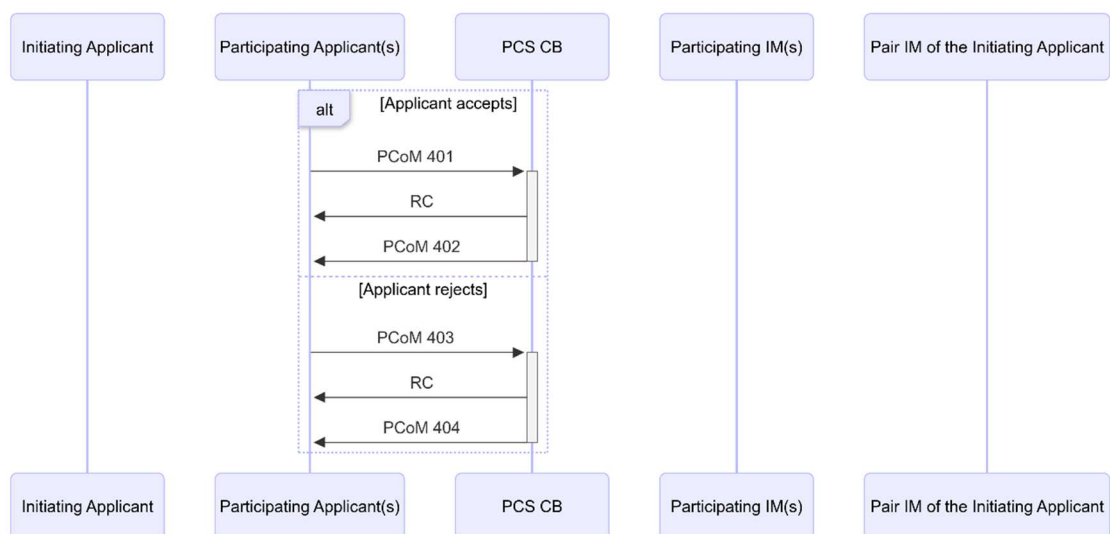 Initiating Applicant
Participating Applicant(s)
PCS CB
Participating IM(s)
Pair IM of the Initiating Applicant
alt
[Applicant accepts]
PCoM 401
RC
PCoM 402
[Applicant rejects]
PCoM 403
RC
PCoM 404
Initiating Applicant
Participating Applicant(s)
PCS CB
Participating IM(s)
Pair IM of the Initiating Applicant